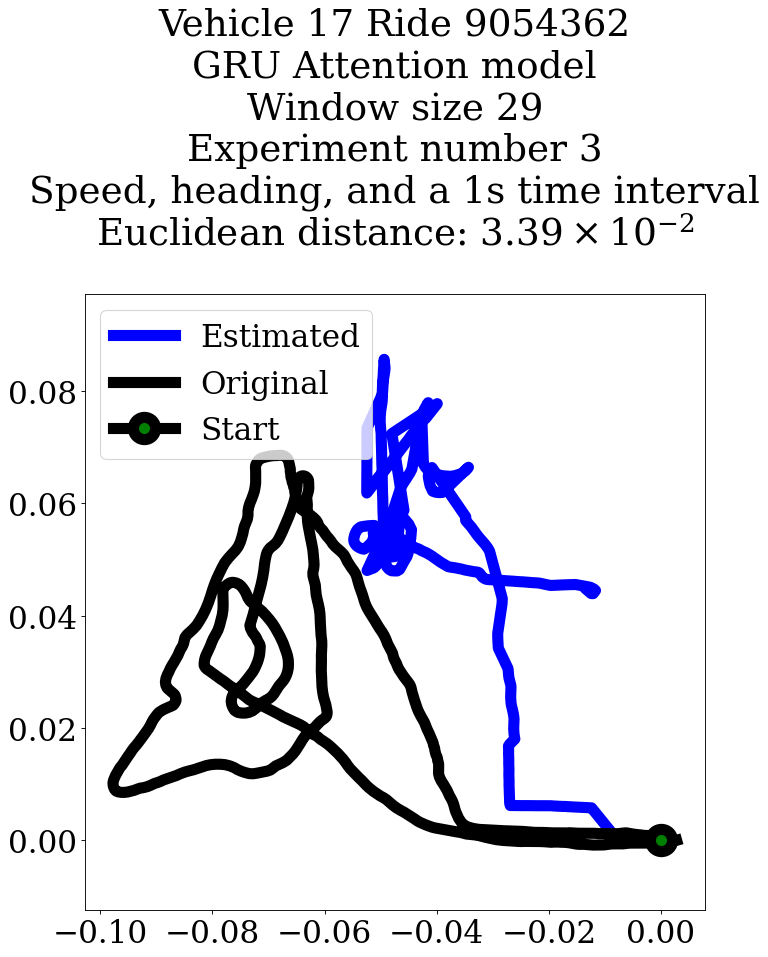 Vehicle 17 Ride 9054362
GRU Attention model
Window size 29
Experiment number 3
Speed, heading, and a 1s time interval
Euclidean distance: 3.39 × 10⁻²
Estimated
Original
Start
0.08
0.06
0.04
0.02
0.00
−0.10 −0.08 −0.06 −0.04 −0.02 0.00